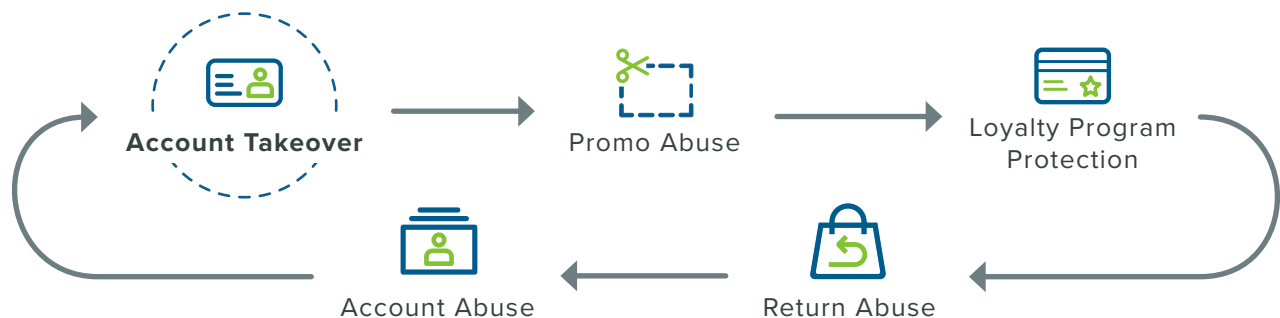 Account Takeover
Promo Abuse
Loyalty Program
Protection
Return Abuse
Account Abuse